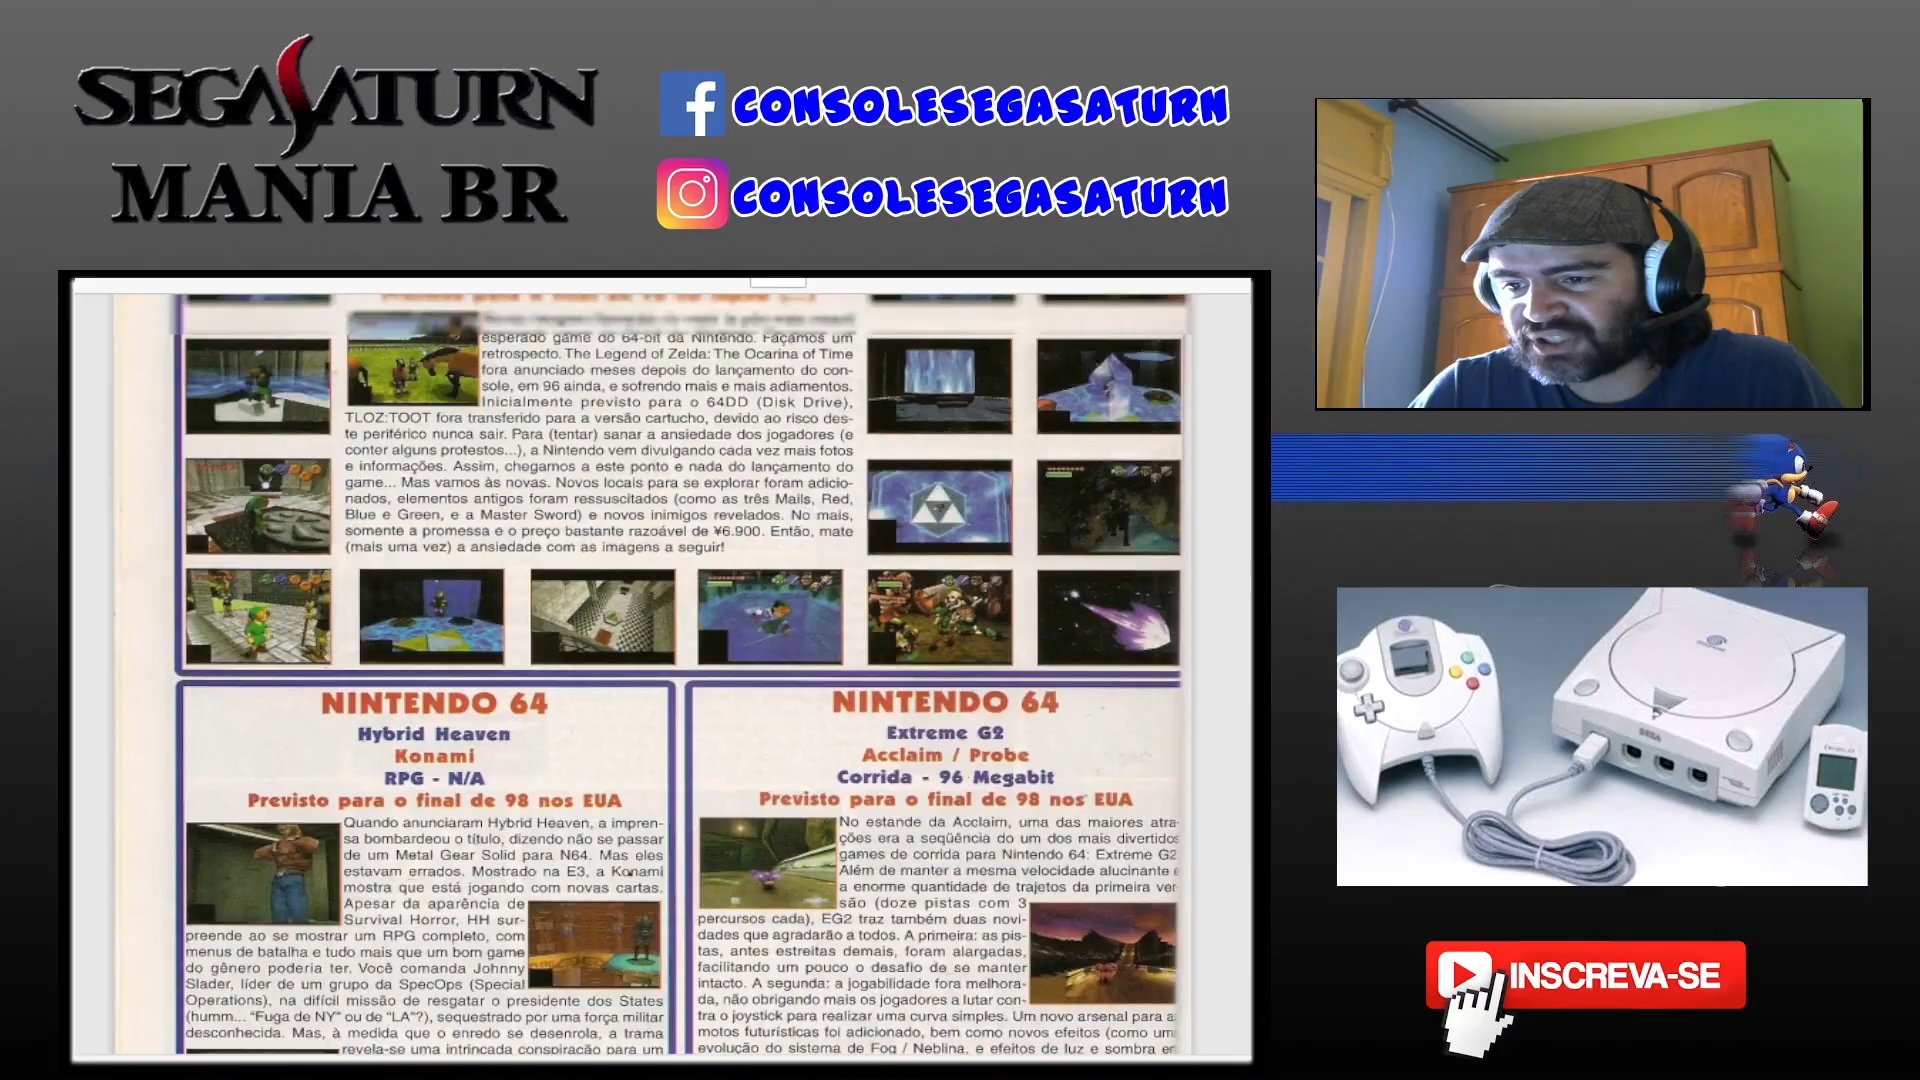 SEGA SATURN
MANIA BR
CONSOLESEGASATURN
CONSOLESEGASATURN
esperado game do 64-bit da Nintendo. Façamos um
retrospecto. The Legend of Zelda: The Ocarina of Time
fora anunciado meses depois do lançamento do con-
sole, em 96 ainda, e sofrendo mais e mais adiamentos.
Inicialmente previsto para o 64DD (Disk Drive),
TLOZ:TOOT fora transferido para a versão cartucho, devido ao risco des-
te periférico nunca sair. Para (tentar) sanar a ansiedade dos jogadores (e
conter alguns protestos...), a Nintendo vem divulgando cada vez mais fotos
e informações. Assim, chegamos a este ponto e nada do lançamento do
game... Mas vamos às novas. Novos locais para se explorar foram adicio-
nados, elementos antigos foram ressuscitados (como as três Mails, Red,
Blue e Green, e a Master Sword) e novos inimigos revelados. No mais,
somente a promessa e o preço bastante razoável de ¥6.900. Então, mate
(mais uma vez) a ansiedade com as imagens a seguir!
NINTENDO 64
Hybrid Heaven
Konami
RPG - N/A
Previsto para o final de 98 nos EUA
Quando anunciaram Hybrid Heaven, a impren-
sa bombardeou o título, dizendo não se passar
de um Metal Gear Solid para N64. Mas eles
estavam errados. Mostrado na E3, a Konami
mostra que está jogando com novas cartas.
Apesar da aparência de
Survival Horror, HH sur-
preende ao se mostrar um RPG completo, com
menus de batalha e tudo mais que um bom game
do gênero poderia ter. Você comanda Johnny
Slader, líder de um grupo da SpecOps (Special
Operations), na difícil missão de resgatar o presidente dos States
(humm... "Fuga de NY" ou de "LA"?), sequestrado por uma força militar
desconhecida. Mas, à medida que o enredo se desenrola, a trama
revela-se uma intrincada conspiração para um
NINTENDO 64
Extreme G2
Acclaim / Probe
Corrida - 96 Megabit
Previsto para o final de 98 nos EUA
No estande da Acclaim, uma das maiores atra-
ções era a seqüência do um dos mais divertidos
games de corrida para Nintendo 64: Extreme G2
Além de manter a mesma velocidade alucinante e
a enorme quantidade de trajetos da primeira ver-
são (doze pistas com 3
percursos cada), EG2 traz também duas novi-
dades que agradarão a todos. A primeira: as pis-
tas, antes estreitas demais, foram alargadas,
facilitando um pouco o desafio de se manter
intacto. A segunda: a jogabilidade fora melhora-
da, não obrigando mais os jogadores a lutar con-
tra o joystick para realizar uma curva simples. Um novo arsenal para a
motos futurísticas foi adicionado, bem como novos efeitos (como um
evolução do sistema de Fog / Neblina, e efeitos de luz e sombra e
SEGA
INSCREVA-SE